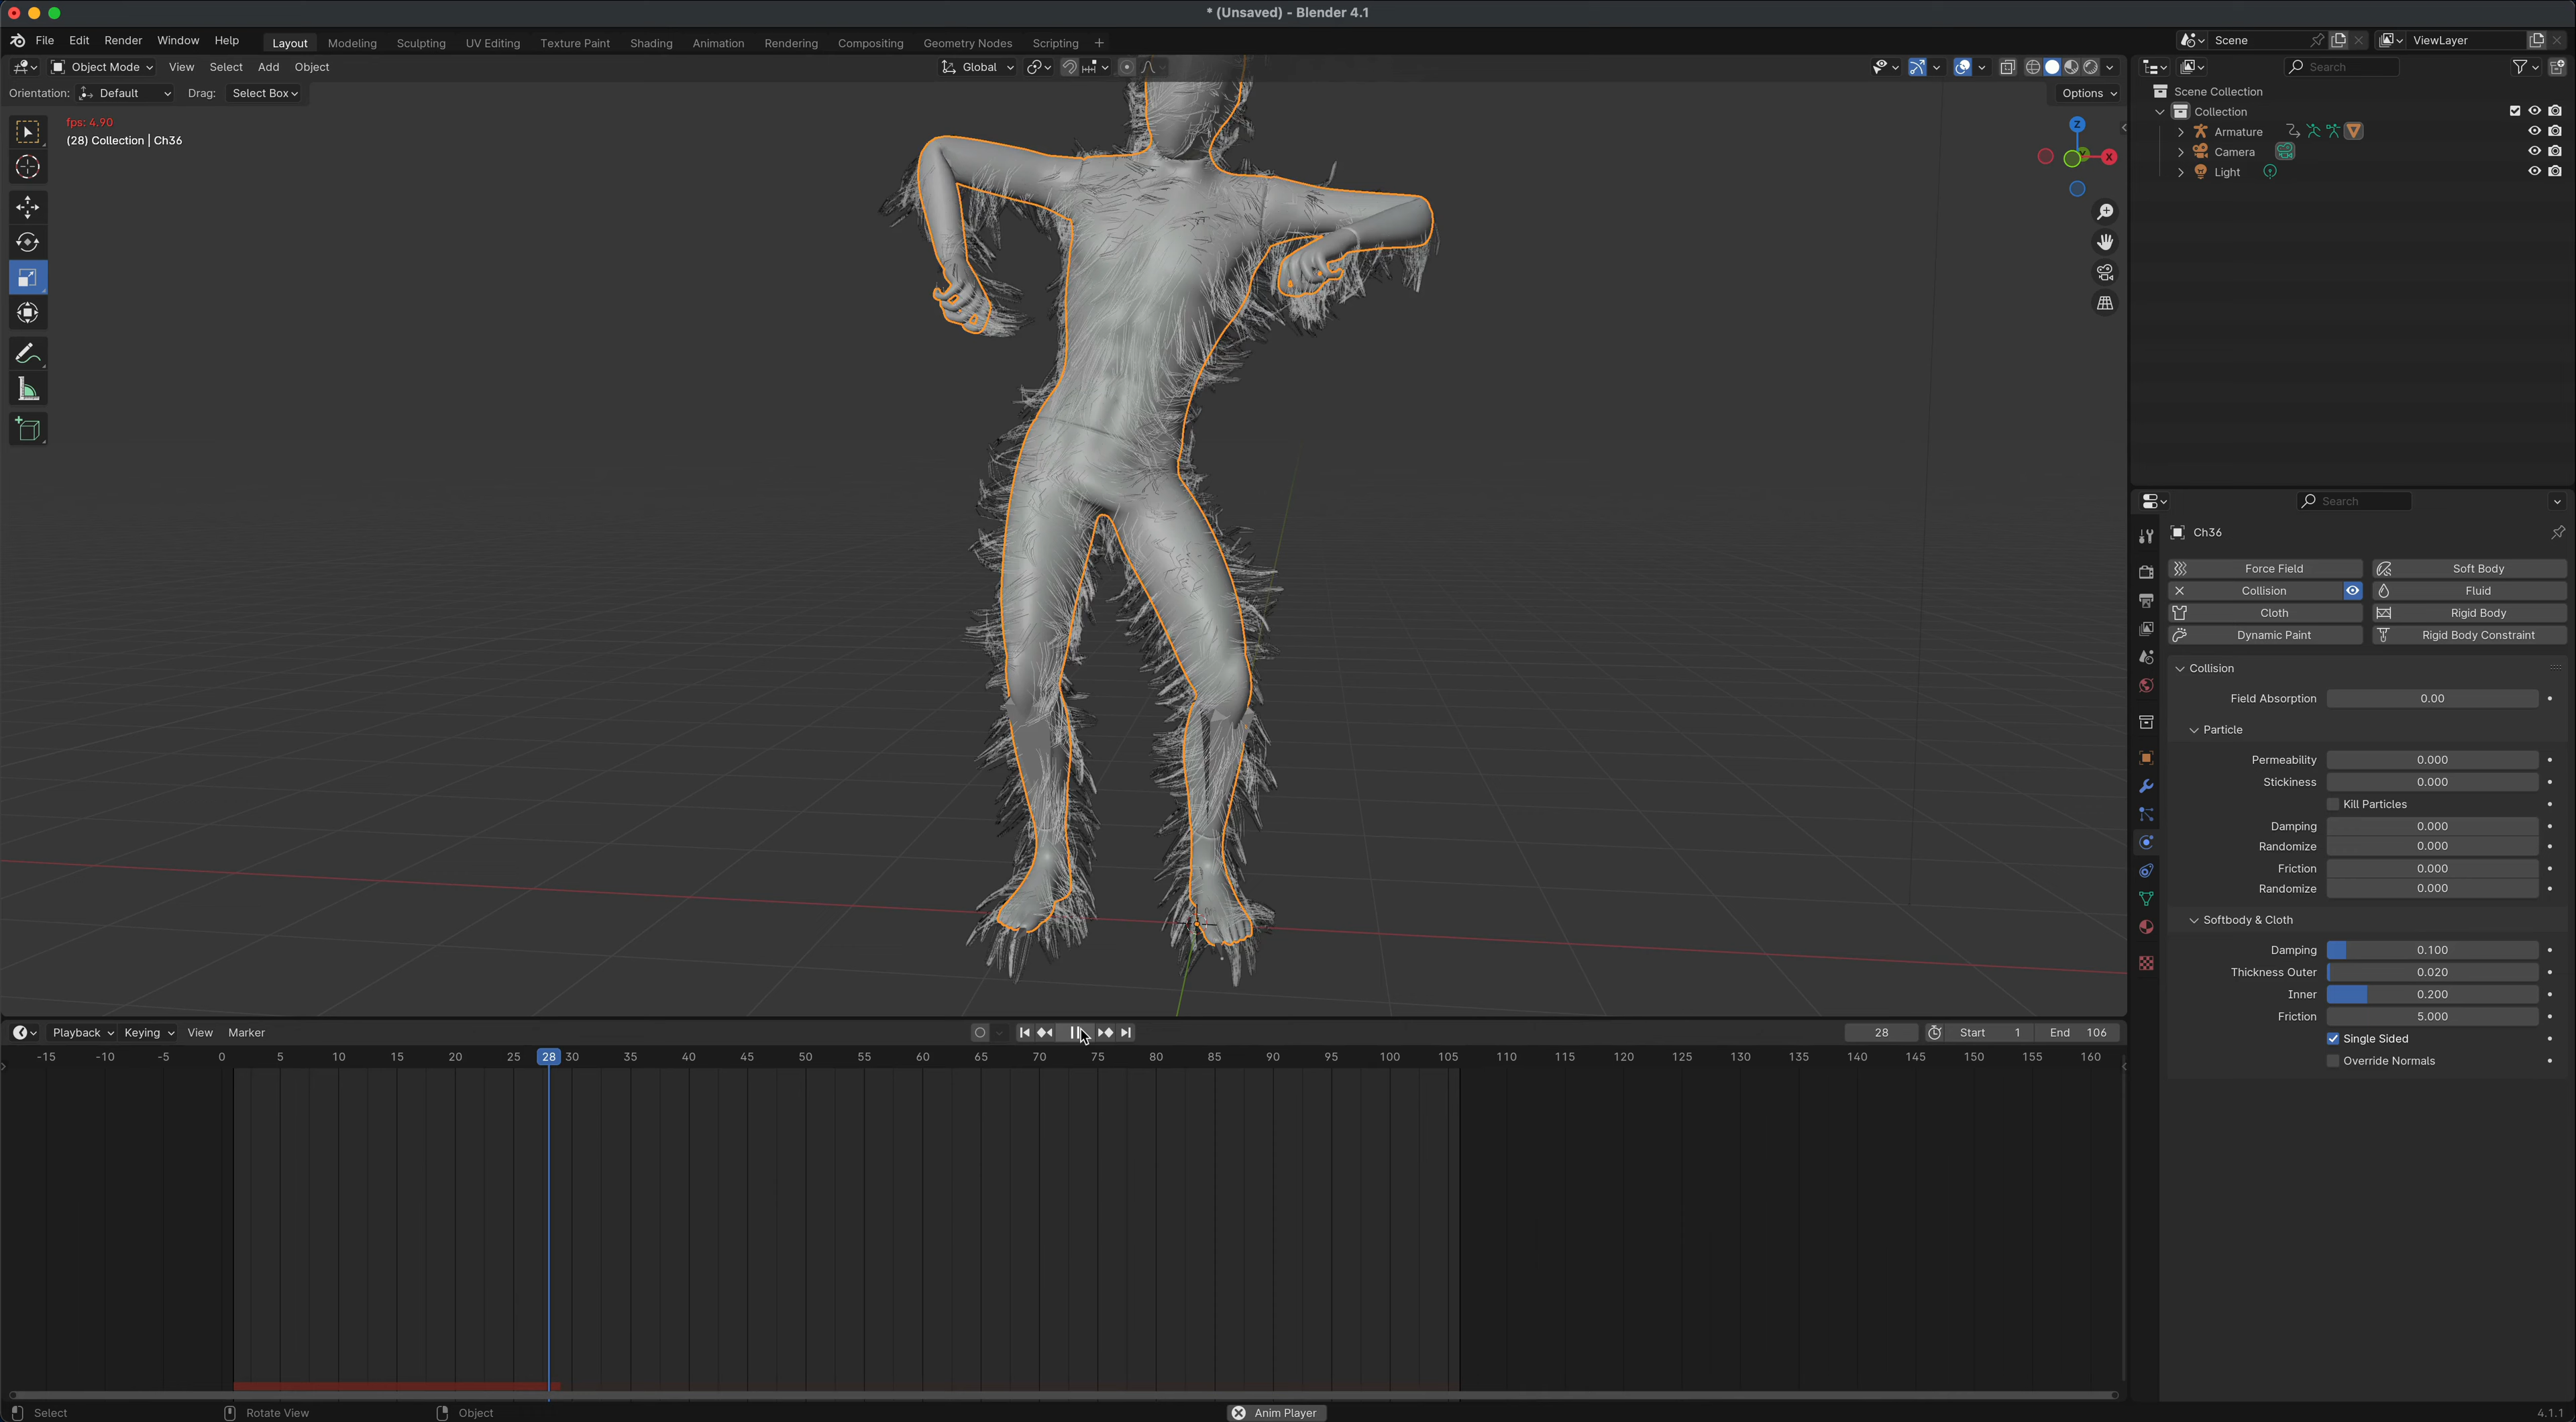 * (Unsaved) - Blender 4.1
File Edit Render Window Help Layout Modeling Sculpting UV Editing Texture Paint Shading Animation Rendering Compositing Geometry Nodes Scripting + Scene ViewLayer
Object Mode View Select Add Object Global Search
Orientation: Default Drag: Select Box Options
Scene Collection
Collection
fps: 4.90
(28) Collection | Ch36
Z
X
Armature
Camera
Light
Search
Ch36
Force Field Soft Body
Collision Fluid
Cloth Rigid Body
Dynamic Paint Rigid Body Constraint
Collision
Field Absorption 0.00
Particle
Permeability 0.000
Stickiness 0.000
Kill Particles
Damping 0.000
Randomize 0.000
Friction 0.000
Randomize 0.000
Softbody & Cloth
Damping 0.100
Thickness Outer 0.020
Inner 0.200
Friction 5.000
Single Sided
Override Normals
Playback Keying View Marker 28 Start 1 End 106
-15 -10 -5 0 5 10 15 20 25 28 30 35 40 45 50 55 60 65 70 75 80 85 90 95 100 105 110 115 120 125 130 135 140 145 150 155 160
Select Rotate View Object Anim Player 4.1.1